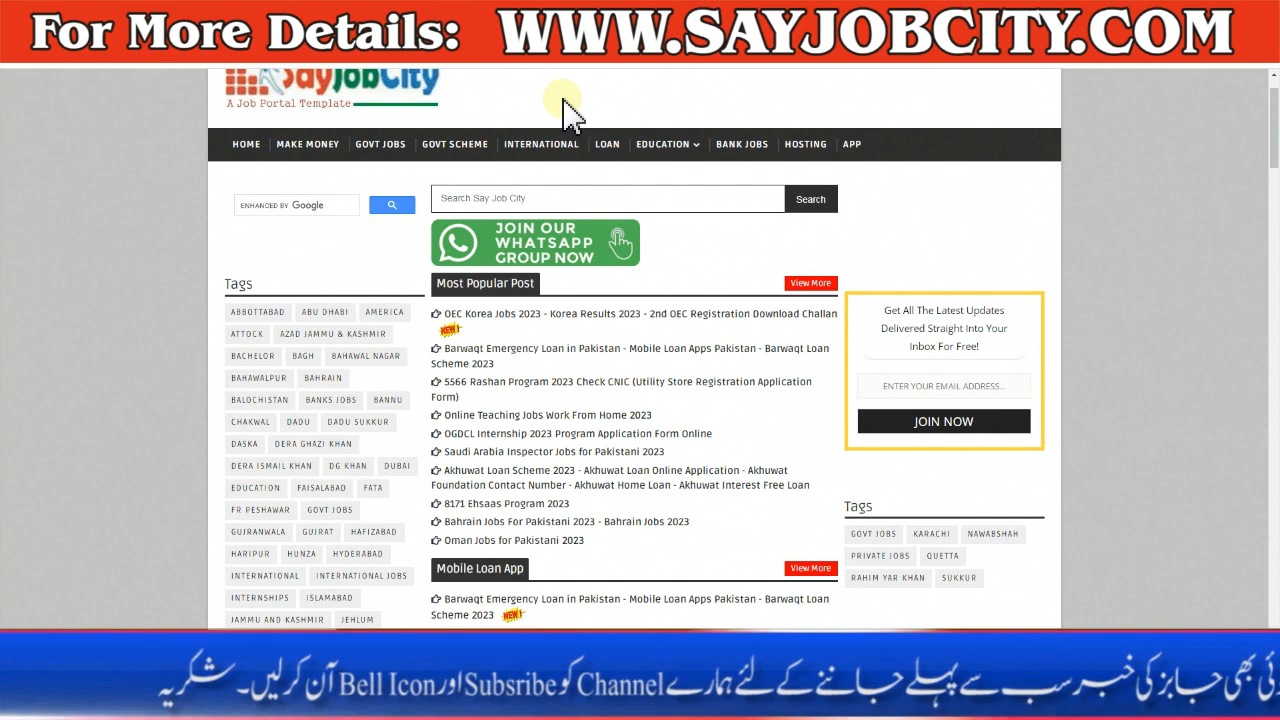 For More Details: WWW.SAYJOBCITY.COM
SayJobCity
A Job Portal Template
HOME MAKE MONEY GOVT JOBS GOVT SCHEME INTERNATIONAL LOAN EDUCATION BANK JOBS HOSTING APP
ENHANCED BY Google
Search Say Job City
Search
JOIN OUR
WHATSAPP
GROUP NOW
Tags
ABBOTTABAD ABU DHABI AMERICA
ATTOCK AZAD JAMMU & KASHMIR
BACHELOR BAGH BAHAWAL NAGAR
BAHAWALPUR BAHRAIN
BALOCHISTAN BANKS JOBS BANNU
CHAKWAL DADU DADU SUKKUR
DASKA DERA GHAZI KHAN
DERA ISMAIL KHAN DG KHAN DUBAI
EDUCATION FAISALABAD FATA
FR PESHAWAR GOVT JOBS
GUJRANWALA GUJRAT HAFIZABAD
HARIPUR HUNZA HYDERABAD
INTERNATIONAL INTERNATIONAL JOBS
INTERNSHIPS ISLAMABAD
JAMMU AND KASHMIR JEHLUM
Most Popular Post
View More
OEC Korea Jobs 2023 - Korea Results 2023 - 2nd OEC Registration Download Challan
NEW!
Barwaqt Emergency Loan in Pakistan - Mobile Loan Apps Pakistan - Barwaqt Loan
Scheme 2023
5566 Rashan Program 2023 Check CNIC (Utility Store Registration Application
Form)
Online Teaching Jobs Work From Home 2023
OGDCL Internship 2023 Program Application Form Online
Saudi Arabia Inspector Jobs for Pakistani 2023
Akhuwat Loan Scheme 2023 - Akhuwat Loan Online Application - Akhuwat
Foundation Contact Number - Akhuwat Home Loan - Akhuwat Interest Free Loan
8171 Ehsaas Program 2023
Bahrain Jobs For Pakistani 2023 - Bahrain Jobs 2023
Oman Jobs for Pakistani 2023
Mobile Loan App
View More
Barwaqt Emergency Loan in Pakistan - Mobile Loan Apps Pakistan - Barwaqt Loan
Scheme 2023 NEW!
Get All The Latest Updates
Delivered Straight Into Your
Inbox For Free!
ENTER YOUR EMAIL ADDRESS...
JOIN NOW
Tags
GOVT JOBS KARACHI NAWABSHAH
PRIVATE JOBS QUETTA
RAHIM YAR KHAN SUKKUR
بھی جابز کی خبر سب سے پہلے جاننے کے لئے ہمارے Channel کو Subsribe اور Bell Icon آن کرلیں۔ شکریہ